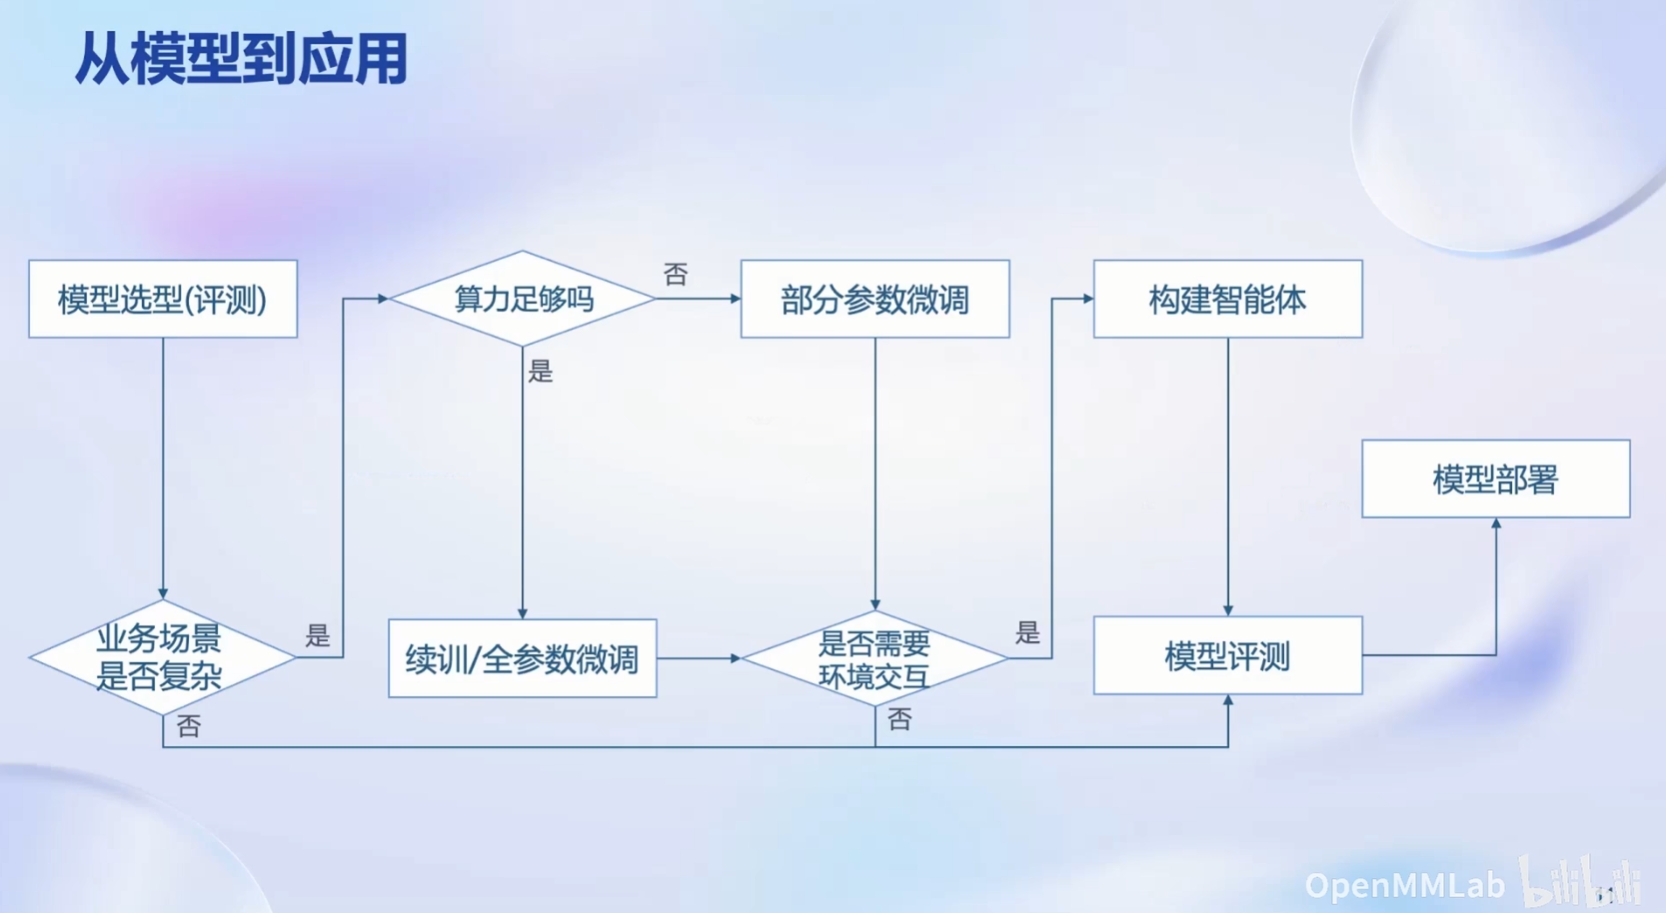 从模型到应用
模型选型(评测)
算力足够吗
否
部分参数微调
构建智能体
是
模型部署
业务场景
是否复杂
是
续训/全参数微调
是否需要
环境交互
是
模型评测
否
否
OpenMMLab
bilibili